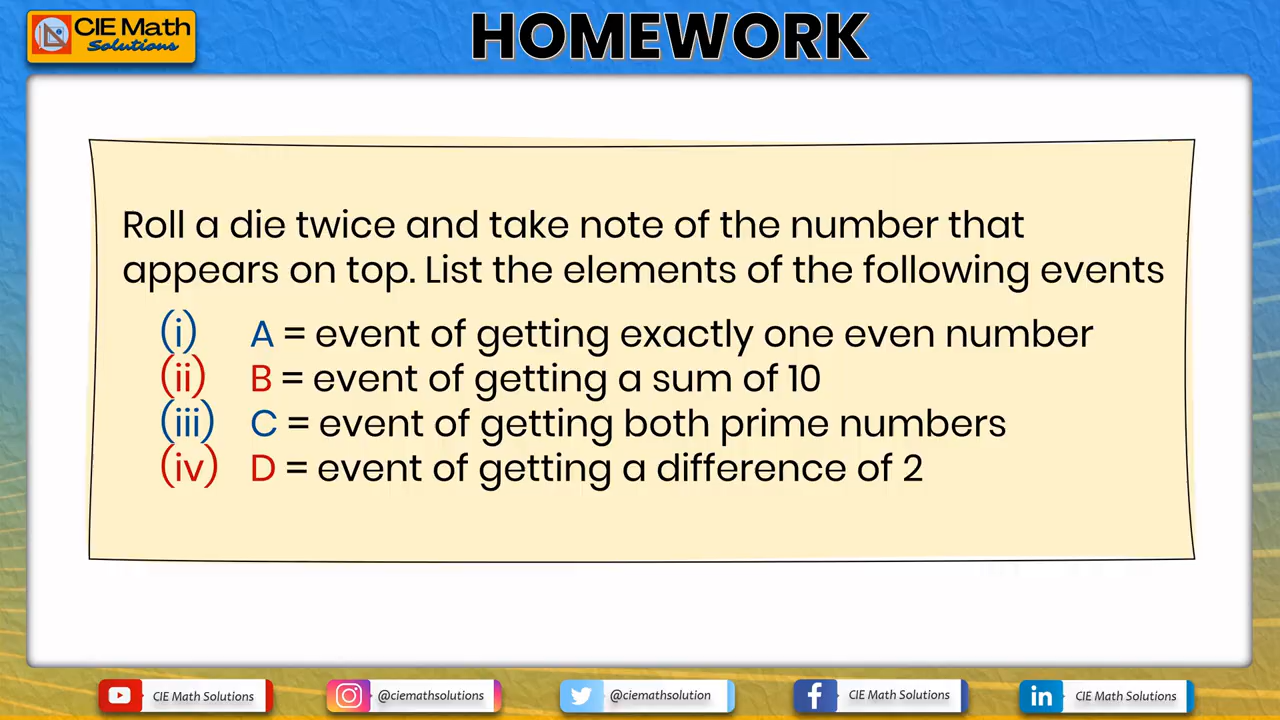 CIE Math
Solutions
HOMEWORK
Roll a die twice and take note of the number that
appears on top. List the elements of the following events
(i) A = event of getting exactly one even number
(ii) B = event of getting a sum of 10
(iii) C = event of getting both prime numbers
(iv) D = event of getting a difference of 2
CIE Math Solutions
@ciemathsolutions
@ciemathsolution
CIE Math Solutions
CIE Math Solutions